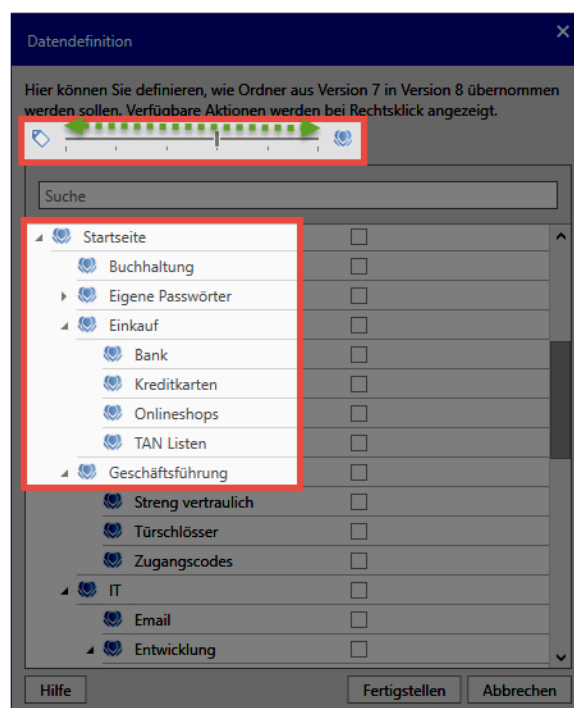 Datendefinition
Hier können Sie definieren, wie Ordner aus Version 7 in Version 8 übernommen
werden sollen. Verfügbare Aktionen werden bei Rechtsklick angezeigt.
Suche
Startseite
Buchhaltung
Eigene Passwörter
Einkauf
Bank
Kreditkarten
Onlineshops
TAN Listen
Geschäftsführung
Streng vertraulich
Türschlösser
Zugangscodes
IT
Email
Entwicklung
Hilfe Fertigstellen Abbrechen